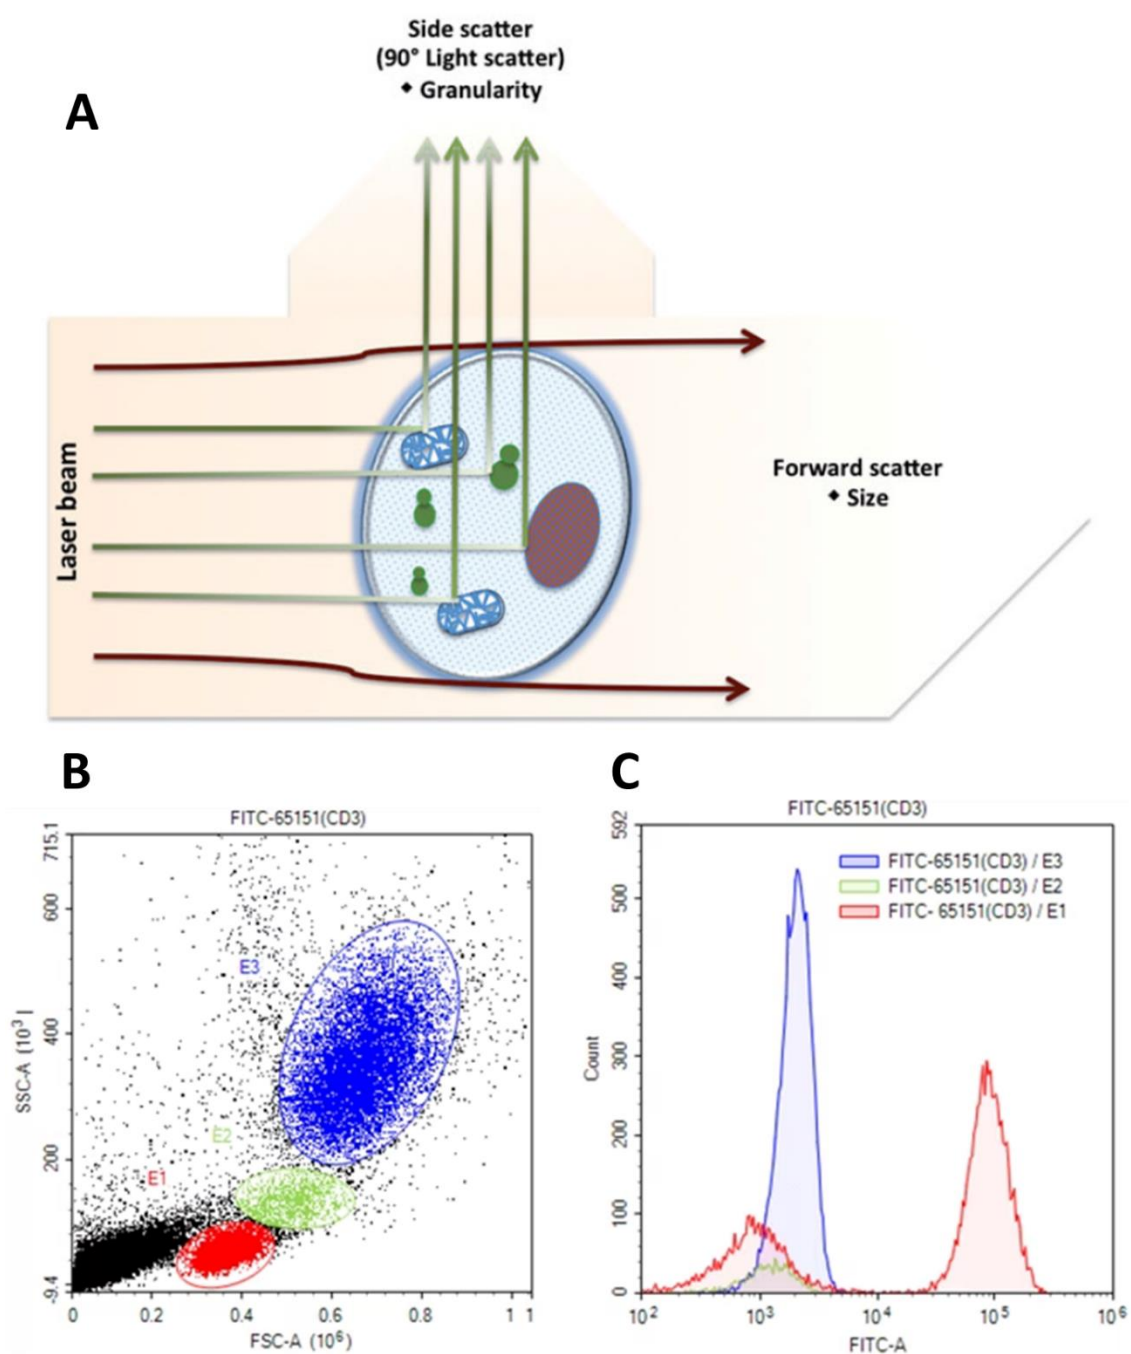 Side scatter
(90° Light scatter)
◆ Granularity
A
Laser beam
Forward scatter
◆ Size
B
C
FITC-65151(CD3)
715.1
600
400
200
-9.4
SSC-A (10³)
E3
E2
E1
0 0.2 0.4 0.6 0.8 1 1
FSC-A (10⁶)
FITC-65151(CD3)
592
500
400
300
200
100
0
Count
FITC-65151(CD3) / E3
FITC-65151(CD3) / E2
FITC- 65151(CD3) / E1
10² 10³ 10⁴ 10⁵ 10⁶
FITC-A